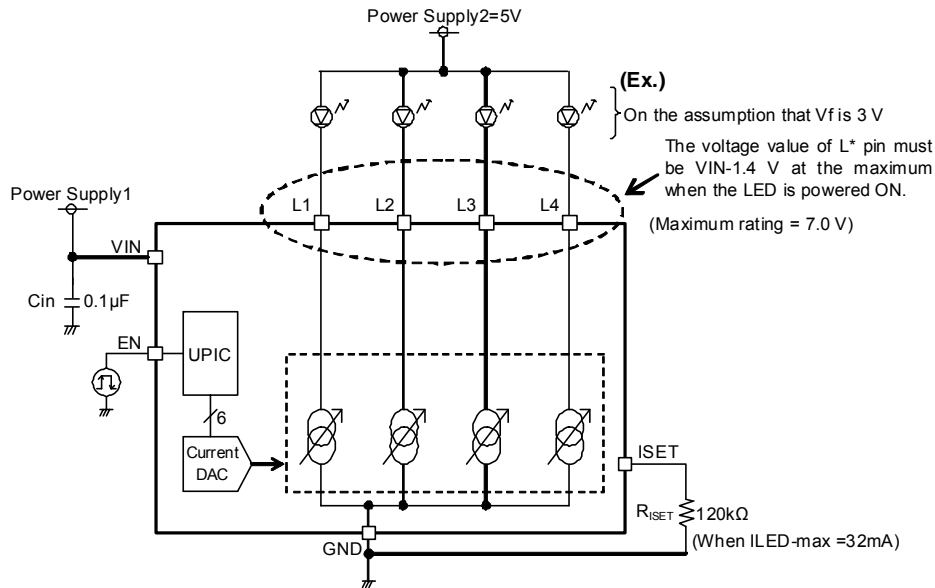 Power Supply2=5V
(Ex.)
On the assumption that Vf is 3 V
The voltage value of L* pin must
be VIN-1.4 V at the maximum
when the LED is powered ON.
(Maximum rating = 7.0 V)
Power Supply1
L1
L2
L3
L4
VIN
Cin
0.1µF
EN
UPIC
6
Current
DAC
ISET
RISET
120kΩ
(When ILED-max =32mA)
GND